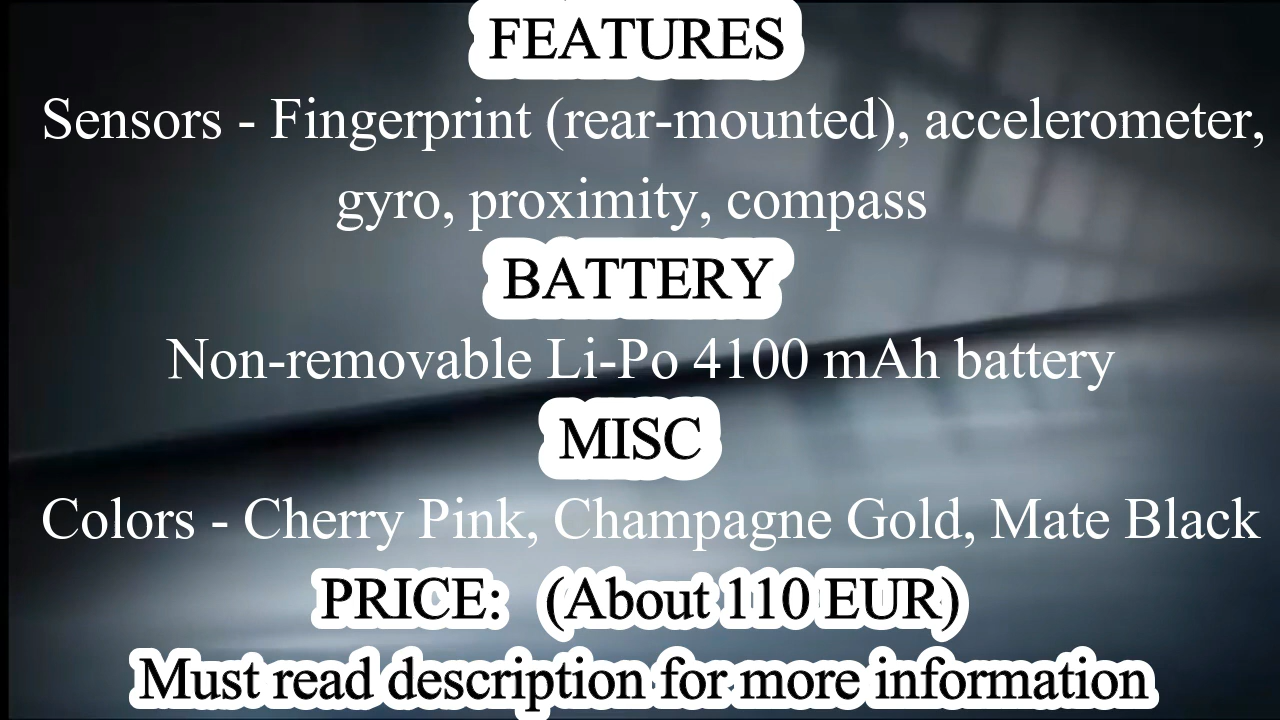 FEATURES
Sensors - Fingerprint (rear-mounted), accelerometer,
gyro, proximity, compass
BATTERY
Non-removable Li-Po 4100 mAh battery
MISC
Colors - Cherry Pink, Champagne Gold, Mate Black
PRICE: (About 110 EUR)
Must read description for more information